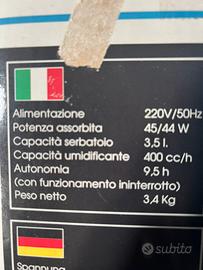 Alimentazione 220V/50Hz
Potenza assorbita 45/44 W
Capacità serbatoio 3,5 l.
Capacità umidificante 400 cc/h
Autonomia 9,5 h
(con funzionamento ininterrotto)
Peso netto 3,4 Kg
Spannung
subito